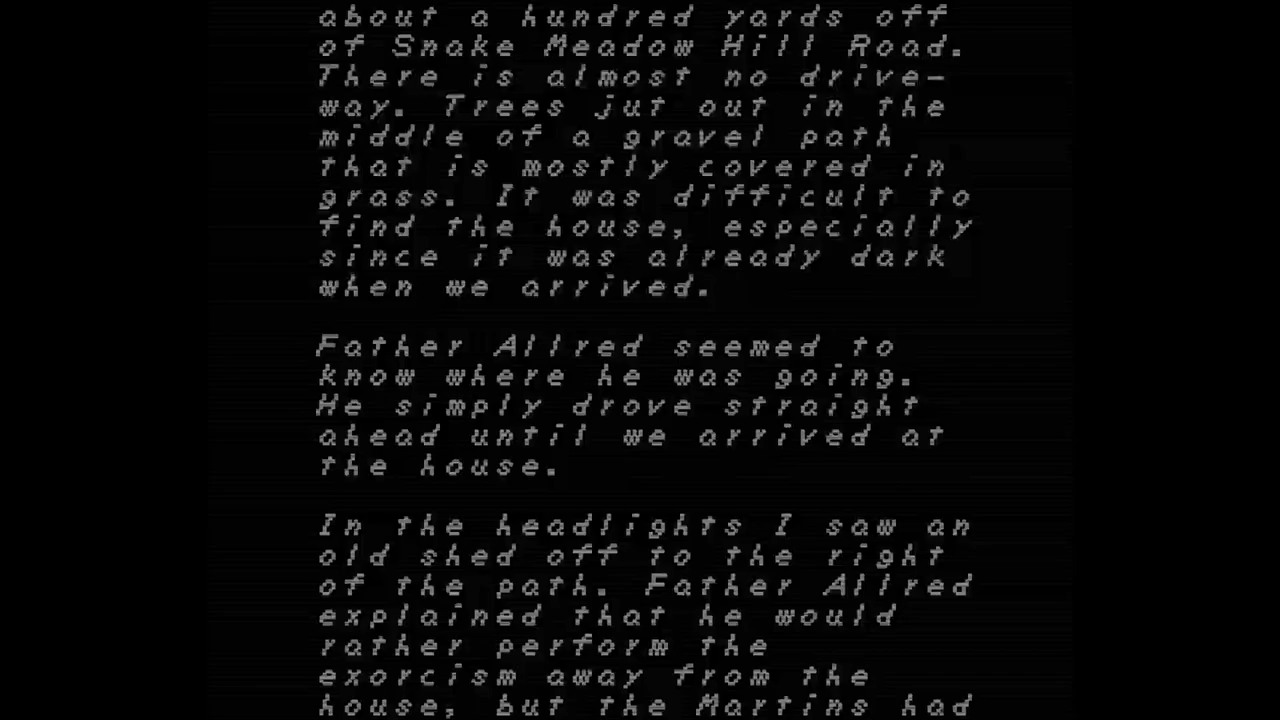 about a hundred yards off
of Snake Meadow Hill Road.
There is almost no drive-
way. Trees jut out in the
middle of a gravel path
that is mostly covered in
grass. It was difficult to
find the house, especially
since it was already dark
when we arrived.
Father Allred seemed to
know where he was going.
He simply drove straight
ahead until we arrived at
the house.
In the headlights I saw an
old shed off to the right
of the path. Father Allred
explained that he would
rather perform the
exorcism away from the
house, but the Martins had